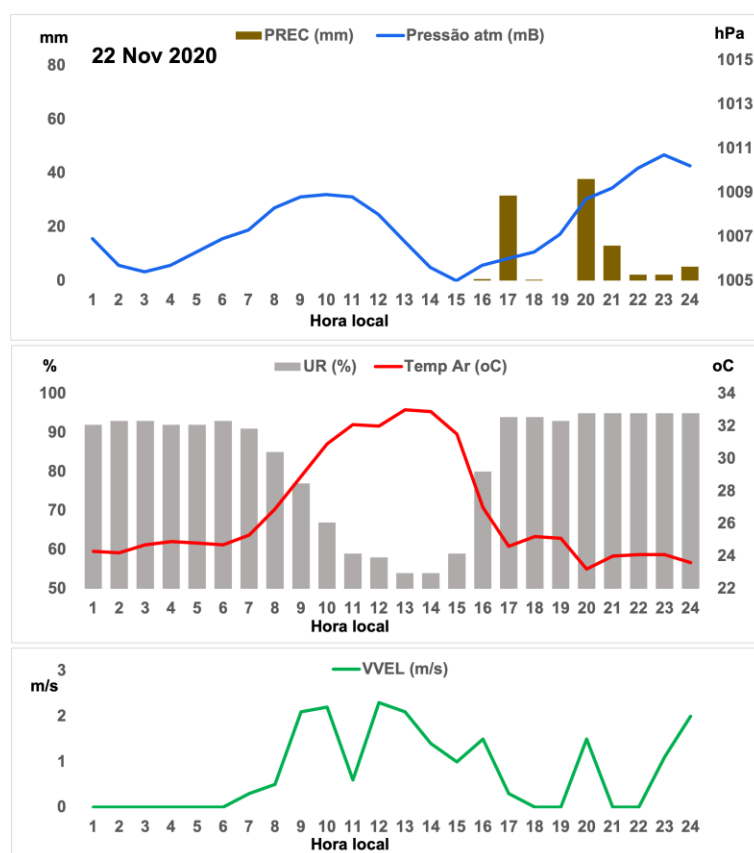 mm PREC (mm) Pressão atm (mB) hPa
22 Nov 2020
80 1015
1013
60
1011
40
1009
20
1007
0 1005
1 2 3 4 5 6 7 8 9 10 11 12 13 14 15 16 17 18 19 20 21 22 23 24
Hora local
% UR (%) Temp Ar (oC) oC
100 34
90 32
30
80
28
70
26
60 24
50 22
1 2 3 4 5 6 7 8 9 10 11 12 13 14 15 16 17 18 19 20 21 22 23 24
Hora local
VVEL (m/s)
3
m/s
2
1
0
1 2 3 4 5 6 7 8 9 10 11 12 13 14 15 16 17 18 19 20 21 22 23 24
Hora local